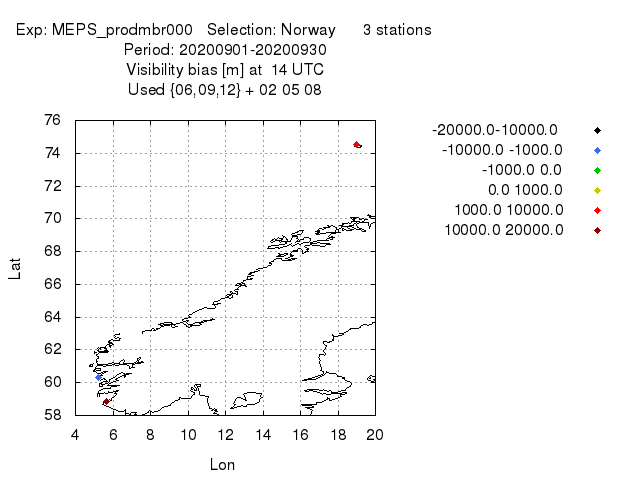 Exp: MEPS_prodmbr000 Selection: Norway 3 stations
Period: 20200901-20200930
Visibility bias [m] at 14 UTC
Used {06,09,12} + 02 05 08
-20000.0-10000.0
-10000.0 -1000.0
-1000.0 0.0
0.0 1000.0
1000.0 10000.0
10000.0 20000.0
76
74
72
70
68
66
64
62
60
58
Lat
4 6 8 10 12 14 16 18 20
Lon